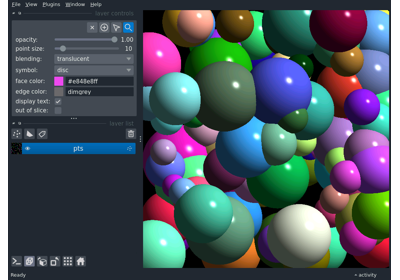 File View Plugins Window Help
layer controls
opacity: 1.00
point size: 10
blending: translucent
symbol: disc
face color: #e848e8ff
edge color: dimgrey
display text:
out of slice:
layer list
pts
Ready
activity